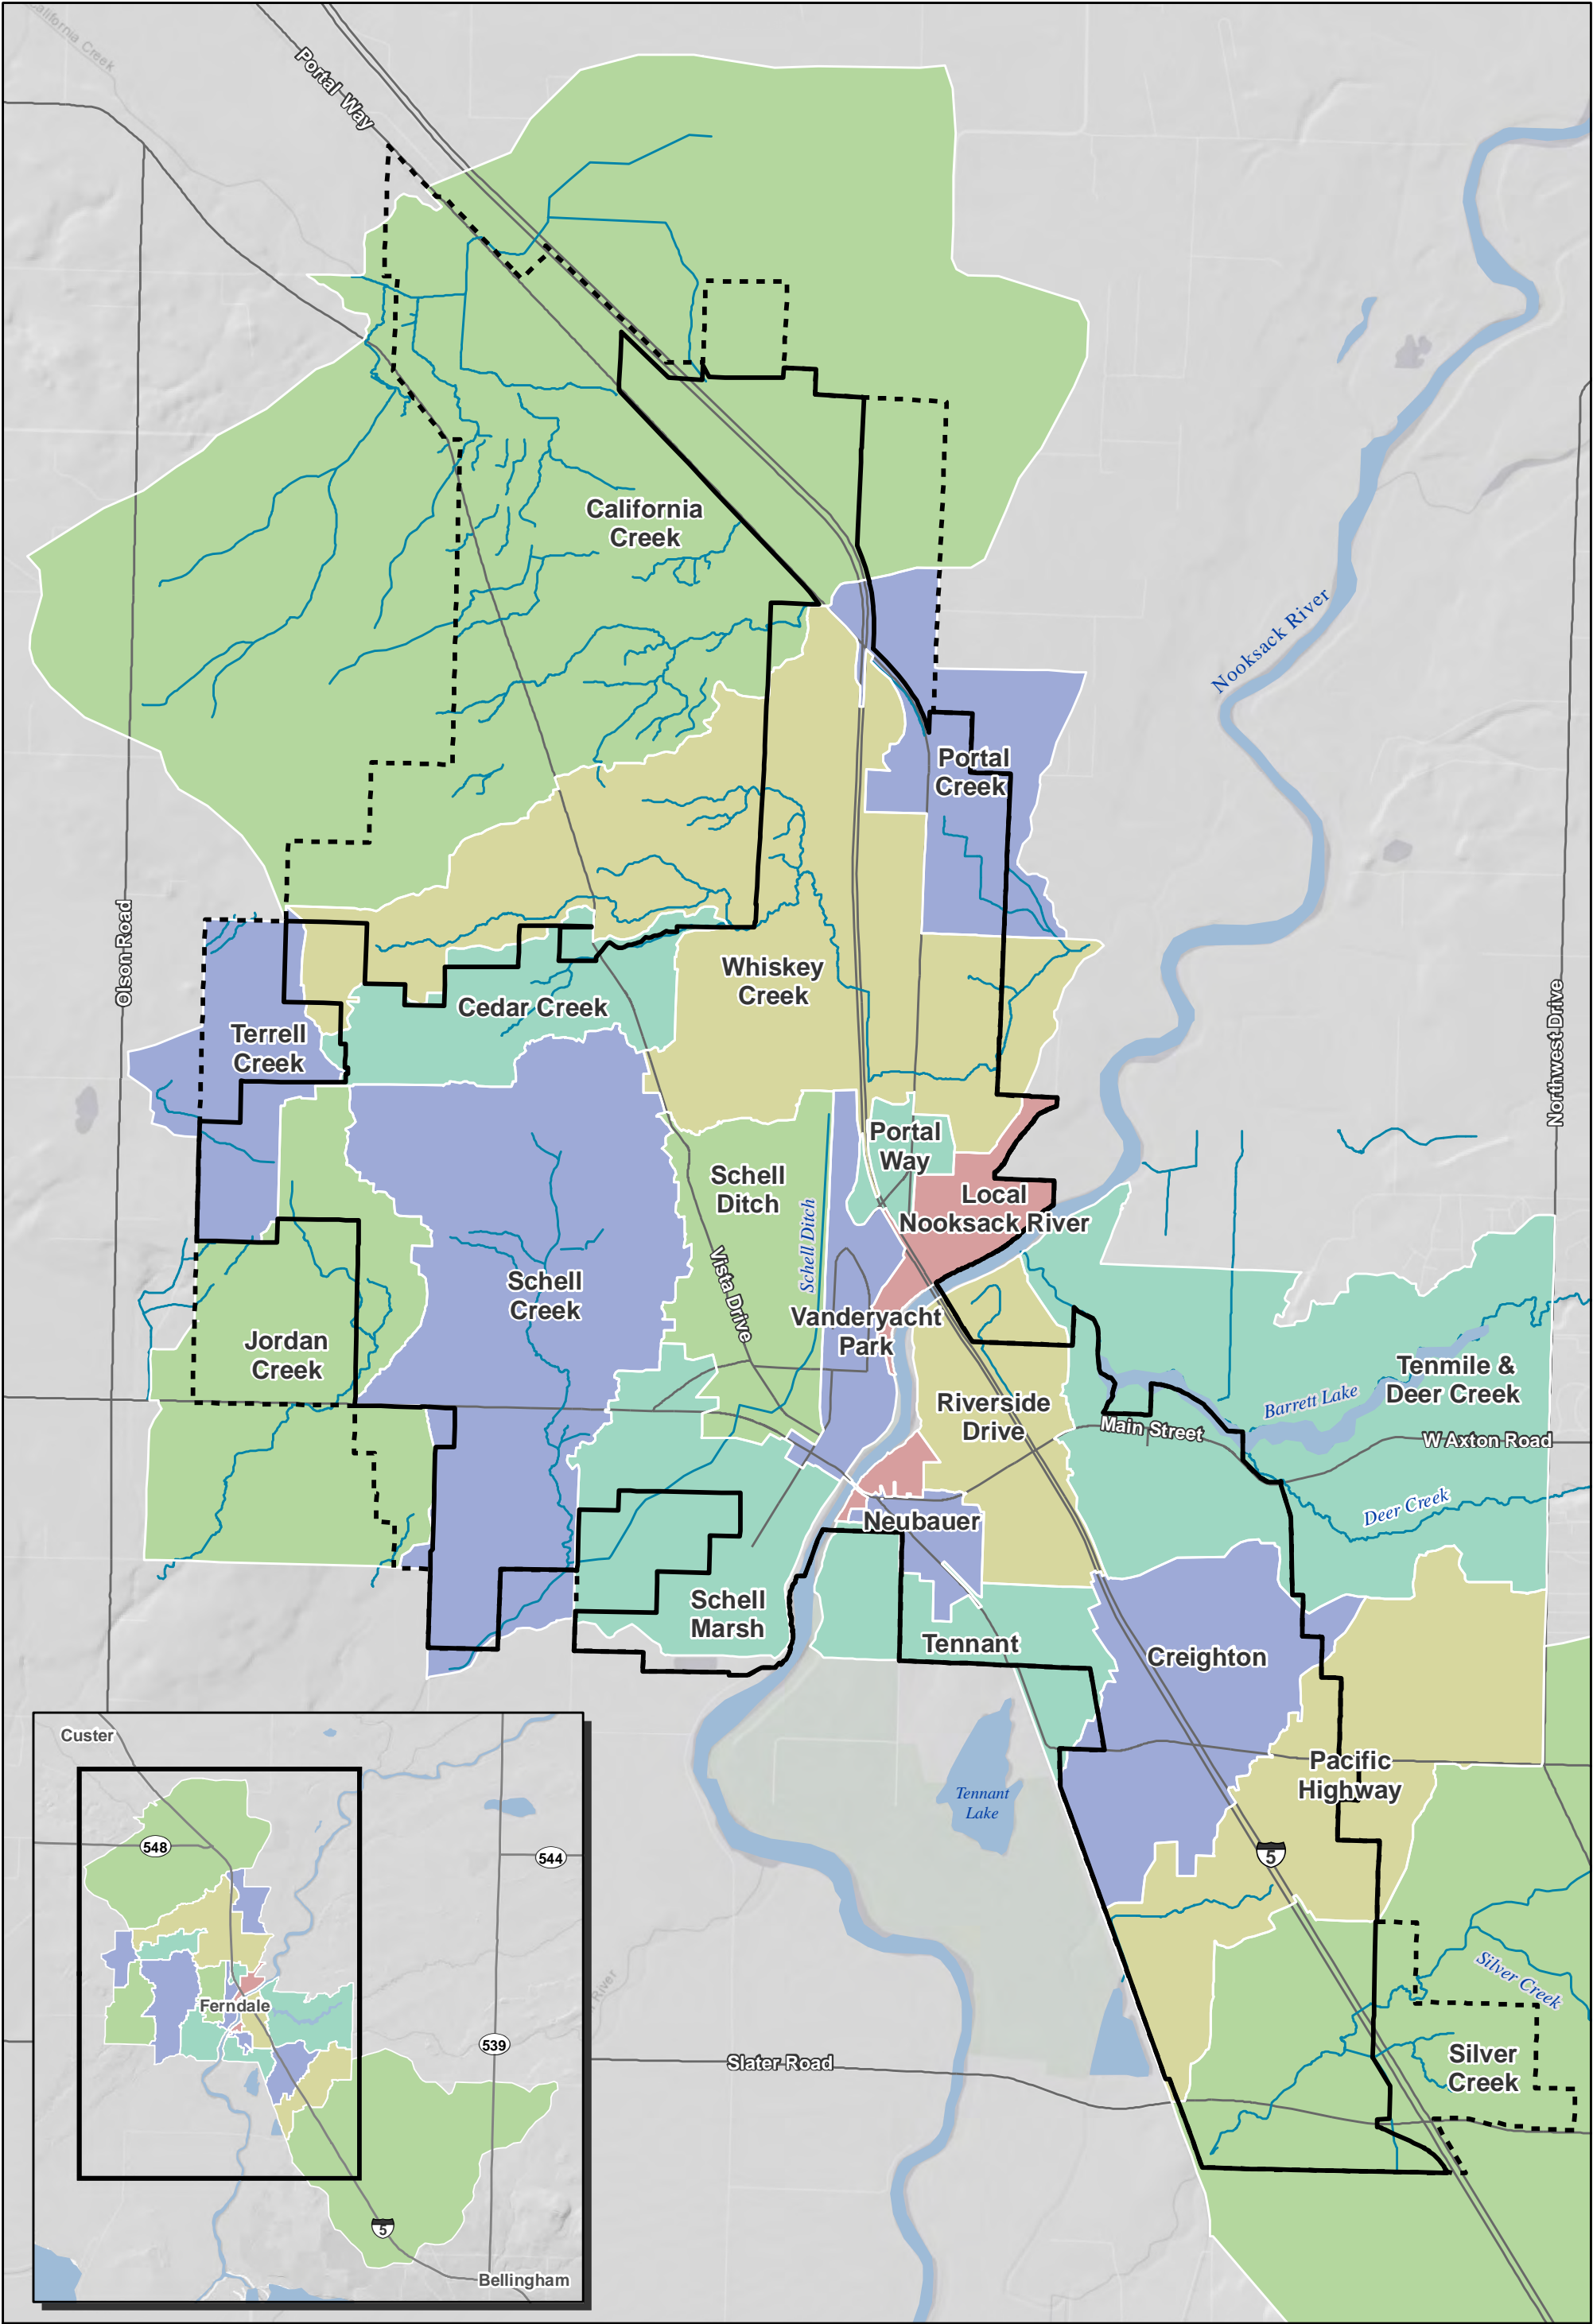 California Creek
Portal Way
California
Creek
Nooksack River
Portal
Creek
Olson Road
Whiskey
Creek
Cedar Creek
Terrell
Creek
Northwest Drive
Portal
Way
Schell
Ditch
Local
Nooksack River
Schell Ditch
Schell
Creek
Vista Drive
Vanderyacht
Park
Jordan
Creek
Tenmile &
Deer Creek
Barrett Lake
Riverside
Drive
Main Street
W Axton Road
Deer Creek
Neubauer
Schell
Marsh
Tennant
Creighton
Pacific
Highway
Tennant
Lake
5
Silver Creek
Silver
Creek
Slater Road
Custer
548
544
Ferndale
539
5
Bellingham
River